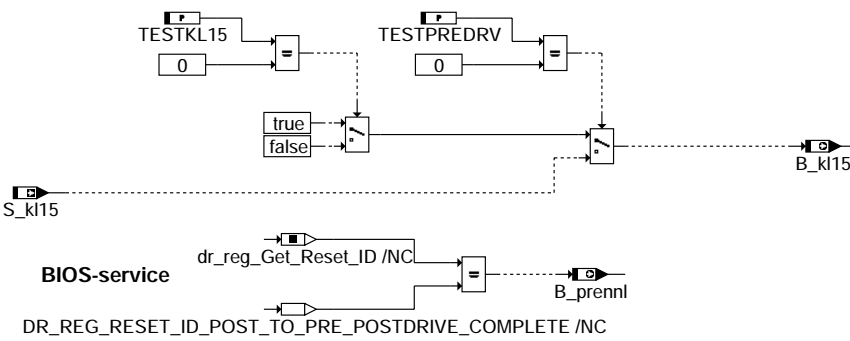 P P
TESTKL15 TESTPREDRV
= =
0 0
true
false
B_kl15
S_kl15
dr_reg_Get_Reset_ID /NC
BIOS-service
=
B_prennl
DR_REG_RESET_ID_POST_TO_PRE_POSTDRIVE_COMPLETE /NC